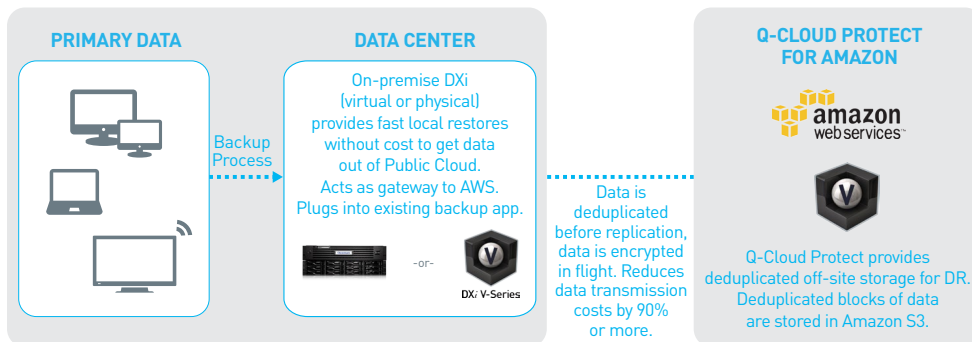 PRIMARY DATA
Backup
Process
DATA CENTER
On-premise DXi
(virtual or physical)
provides fast local restores
without cost to get data
out of Public Cloud.
Acts as gateway to AWS.
Plugs into existing backup app.
-or-
V
DXi V-Series
Data is
deduplicated
before replication,
data is encrypted
in flight. Reduces
data transmission
costs by 90%
or more.
Q-CLOUD PROTECT
FOR AMAZON
amazon
webservices™
V
Q-Cloud Protect provides
deduplicated off-site storage for DR.
Deduplicated blocks of data
are stored in Amazon S3.